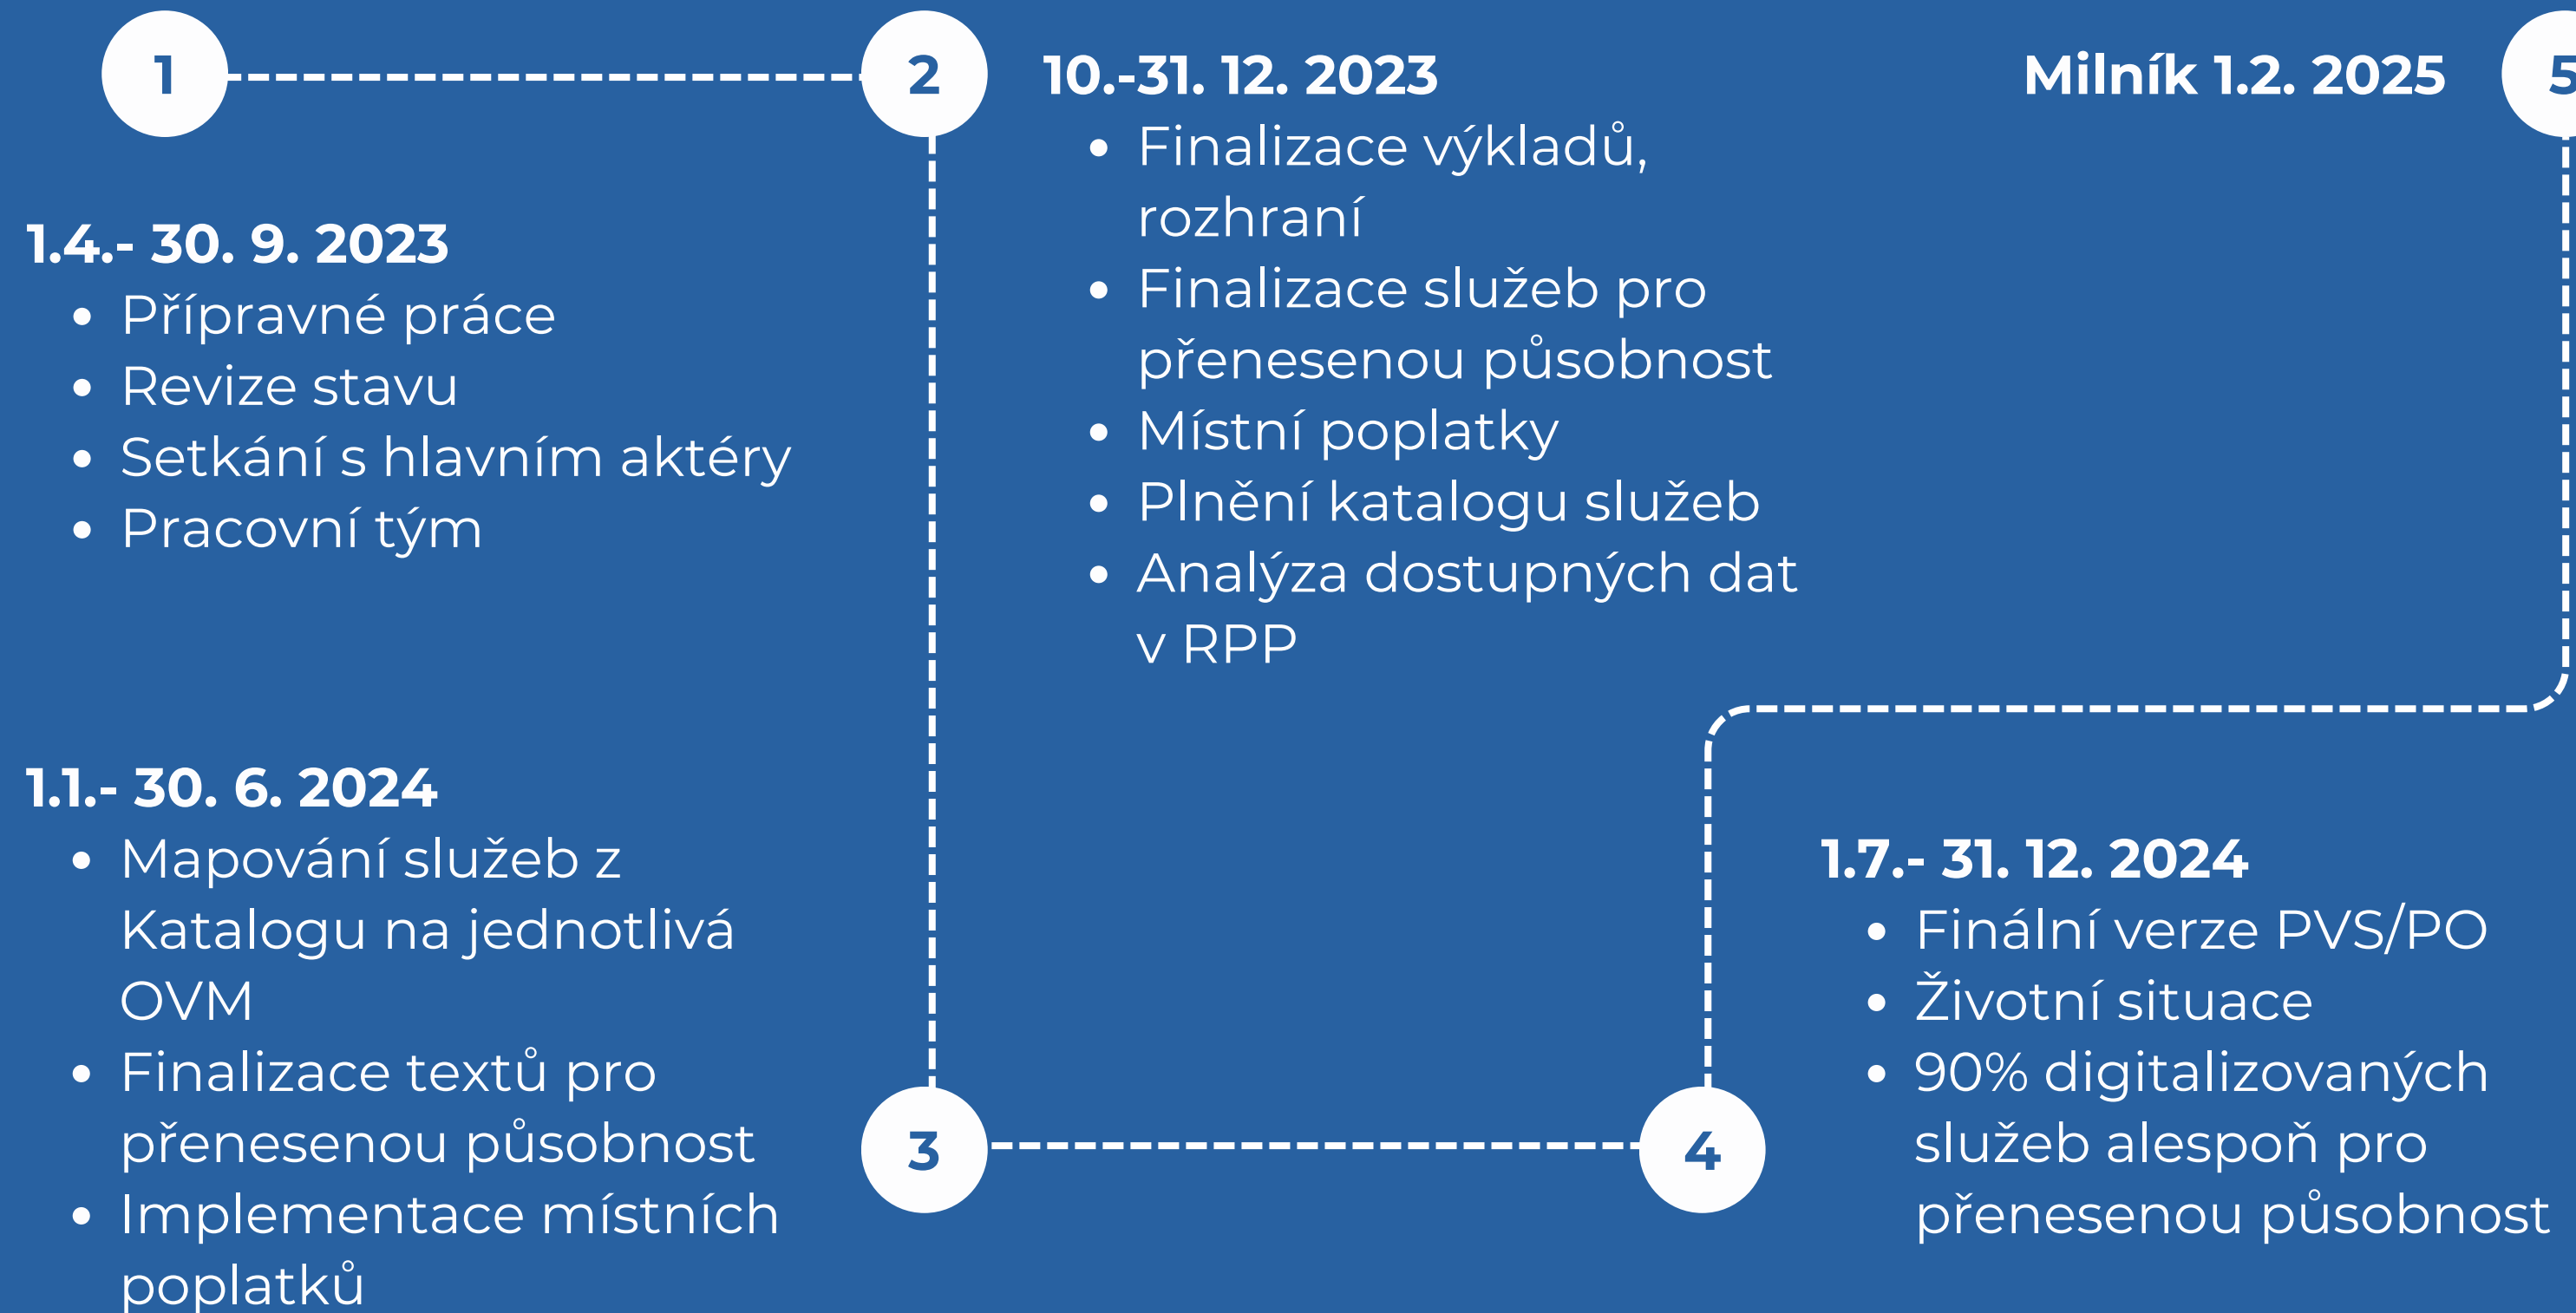 1
1.4.- 30. 9. 2023
• Přípravné práce
• Revize stavu
• Setkání s hlavním aktéry
• Pracovní tým
2
10.-31. 12. 2023
• Finalizace výkladů,
rozhraní
• Finalizace služeb pro
přenesenou působnost
• Místní poplatky
• Plnění katalogu služeb
• Analýza dostupných dat
v RPP
1.1.- 30. 6. 2024
• Mapování služeb z
Katalogu na jednotlivá
OVM
• Finalizace textů pro
přenesenou působnost
• Implementace místních
poplatků
3
4
1.7.- 31. 12. 2024
• Finální verze PVS/PO
• Životní situace
• 90% digitalizovaných
služeb alespoň pro
přenesenou působnost
Milník 1.2. 2025
5